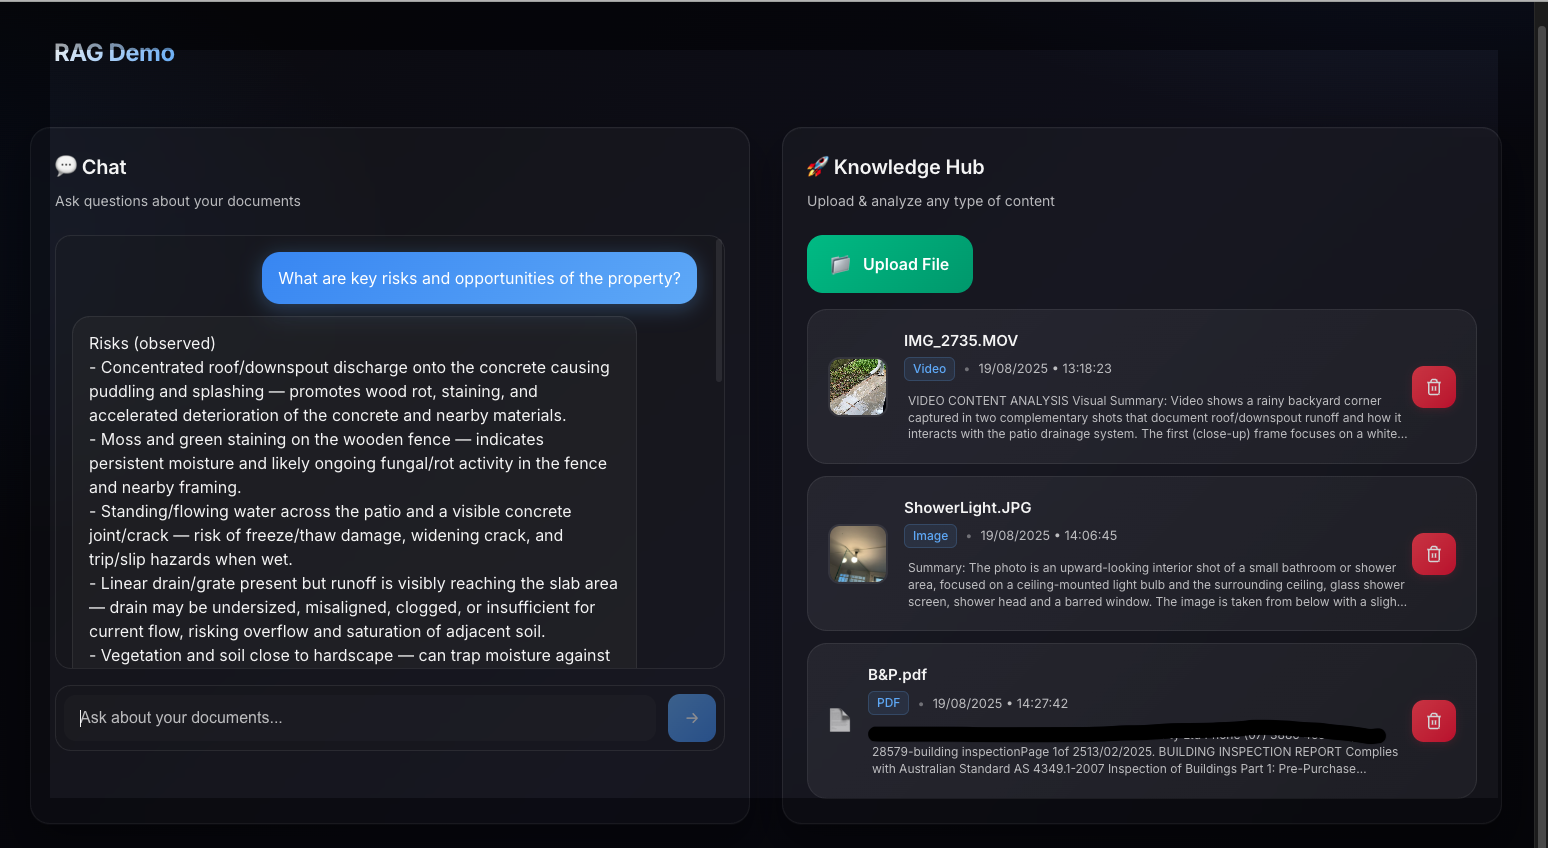 RAG Demo
Chat
Ask questions about your documents
What are key risks and opportunities of the property?
Risks (observed)
- Concentrated roof/downspout discharge onto the concrete causing
puddling and splashing — promotes wood rot, staining, and
accelerated deterioration of the concrete and nearby materials.
- Moss and green staining on the wooden fence — indicates
persistent moisture and likely ongoing fungal/rot activity in the fence
and nearby framing.
- Standing/flowing water across the patio and a visible concrete
joint/crack — risk of freeze/thaw damage, widening crack, and
trip/slip hazards when wet.
- Linear drain/grate present but runoff is visibly reaching the slab area
— drain may be undersized, misaligned, clogged, or insufficient for
current flow, risking overflow and saturation of adjacent soil.
- Vegetation and soil close to hardscape — can trap moisture against
Ask about your documents...
Knowledge Hub
Upload & analyze any type of content
Upload File
IMG_2735.MOV
Video • 19/08/2025 • 13:18:23
VIDEO CONTENT ANALYSIS Visual Summary: Video shows a rainy backyard corner
captured in two complementary shots that document roof/downspout runoff and how it
interacts with the patio drainage system. The first (close-up) frame focuses on a white...
ShowerLight.JPG
Image • 19/08/2025 • 14:06:45
Summary: The photo is an upward-looking interior shot of a small bathroom or shower
area, focused on a ceiling-mounted light bulb and the surrounding ceiling, glass shower
screen, shower head and a barred window. The image is taken from below with a sligh...
B&P.pdf
PDF • 19/08/2025 • 14:27:42
28579-building inspectionPage 1of 2513/02/2025. BUILDING INSPECTION REPORT Complies
with Australian Standard AS 4349.1-2007 Inspection of Buildings Part 1: Pre-Purchase...